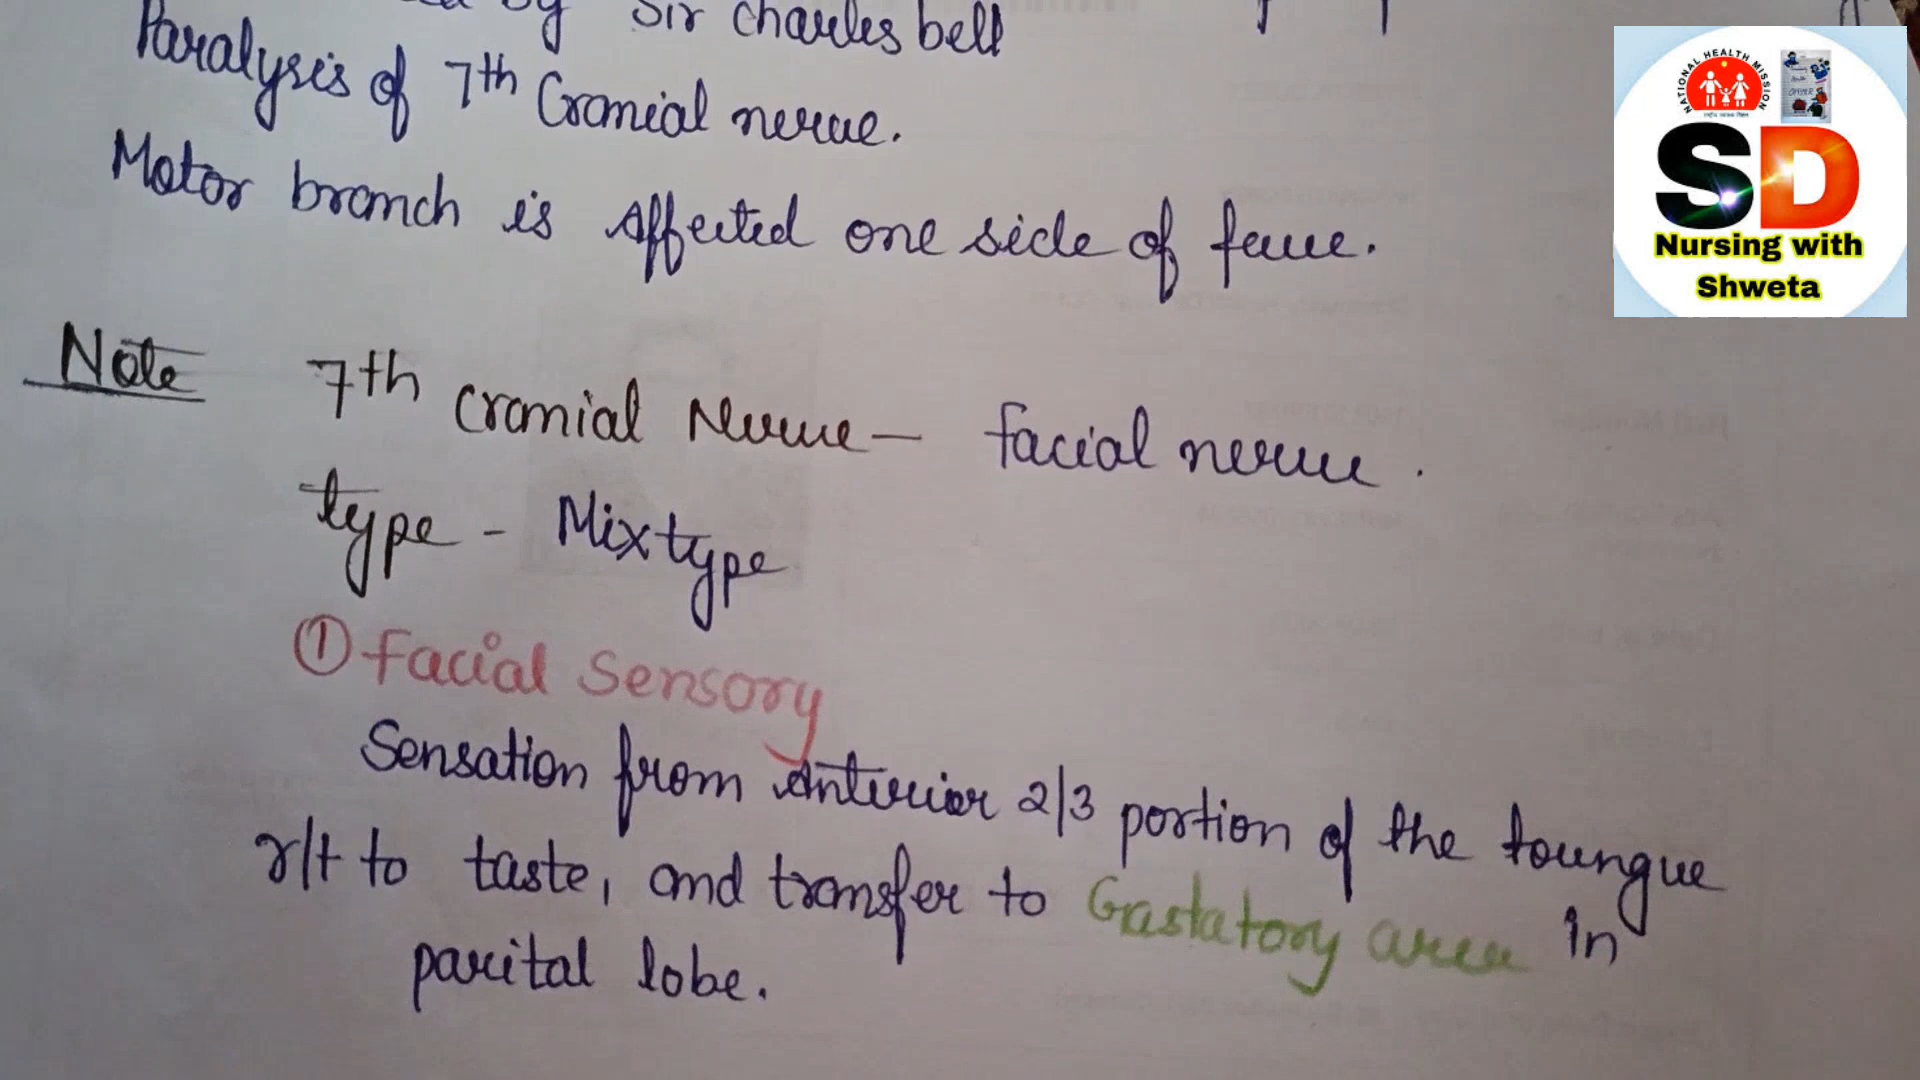 by Sir Charles bell
Paralysis of 7th Cranial nerve.
Motor branch is Affected one side of face.
Note 7th cranial Nerve - facial nerve.
type - Mixtype
① Facial Sensory
Sensation from Anterior 2/3 portion of the toungue
r/t to taste, and transfer to Gastatory area in
parital lobe.
NATIONAL HEALTH MISSION
SD
Nursing with
Shweta